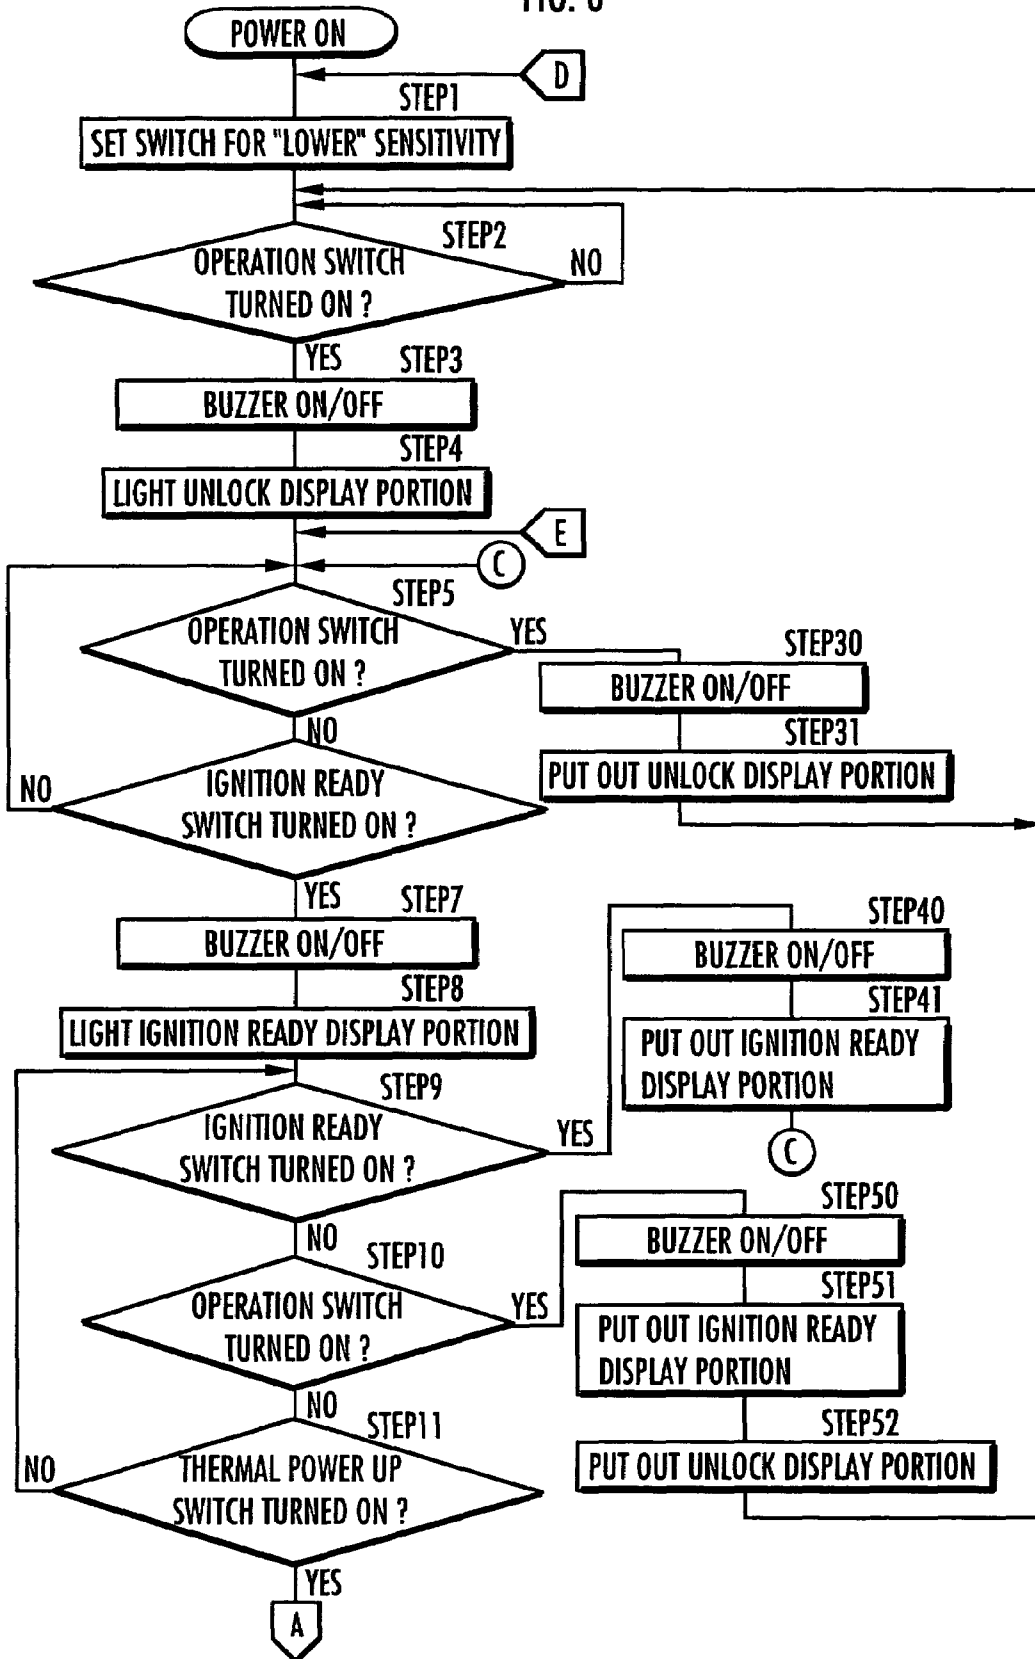 FIG. 6
POWER ON
D
STEP1
SET SWITCH FOR "LOWER" SENSITIVITY
STEP2
OPERATION SWITCH
TURNED ON ?
NO
YES
STEP3
BUZZER ON/OFF
STEP4
LIGHT UNLOCK DISPLAY PORTION
E
C
STEP5
OPERATION SWITCH
TURNED ON ?
YES
NO
STEP30
BUZZER ON/OFF
STEP31
PUT OUT UNLOCK DISPLAY PORTION
IGNITION READY
SWITCH TURNED ON ?
NO
YES
STEP7
BUZZER ON/OFF
STEP8
LIGHT IGNITION READY DISPLAY PORTION
STEP9
IGNITION READY
SWITCH TURNED ON ?
YES
NO
STEP40
BUZZER ON/OFF
STEP41
PUT OUT IGNITION READY
DISPLAY PORTION
C
STEP10
OPERATION SWITCH
TURNED ON ?
YES
NO
STEP50
BUZZER ON/OFF
STEP51
PUT OUT IGNITION READY
DISPLAY PORTION
STEP52
PUT OUT UNLOCK DISPLAY PORTION
STEP11
THERMAL POWER UP
SWITCH TURNED ON ?
NO
YES
A